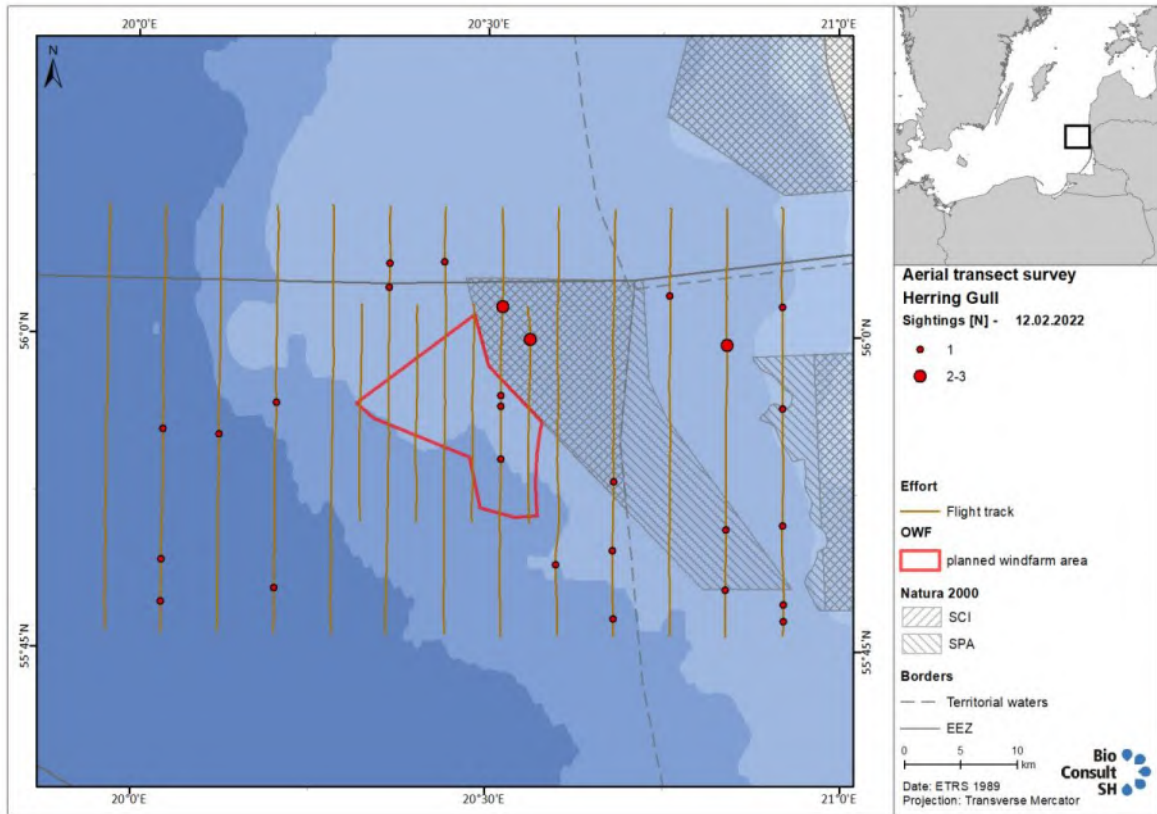 20°0'E 20°30'E 21°0'E
N
56°0'N 56°0'N
55°45'N 55°45'N
20°0'E 20°30'E 21°0'E
Aerial transect survey
Herring Gull
Sightings [N] - 12.02.2022
1
2-3
Effort
Flight track
OWF
planned windfarm area
Natura 2000
SCI
SPA
Borders
Territorial waters
EEZ
0 5 10
km
Date: ETRS 1989
Projection: Transverse Mercator
Bio
Consult
SH